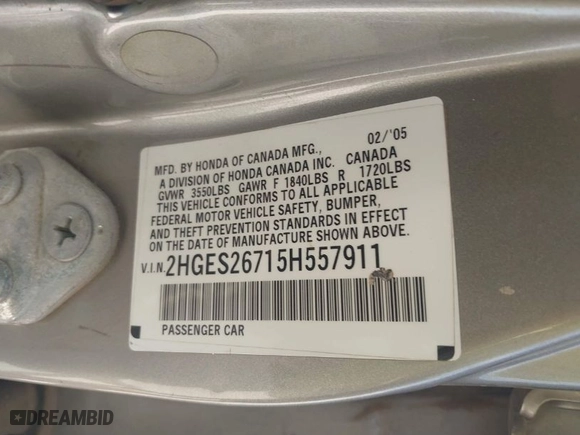 02/'05
MFD. BY HONDA OF CANADA MFG.,
A DIVISION OF HONDA CANADA INC. CANADA
GVWR 3550LBS GAWR F 1840LBS R 1720LBS
THIS VEHICLE CONFORMS TO ALL APPLICABLE
FEDERAL MOTOR VEHICLE SAFETY, BUMPER,
AND THEFT PREVENTION STANDARDS IN EFFECT
ON THE DATE OF MANUFACTURE SHOWN ABOVE.
V.I.N. 2HGES26715H557911
PASSENGER CAR
DREAMBID